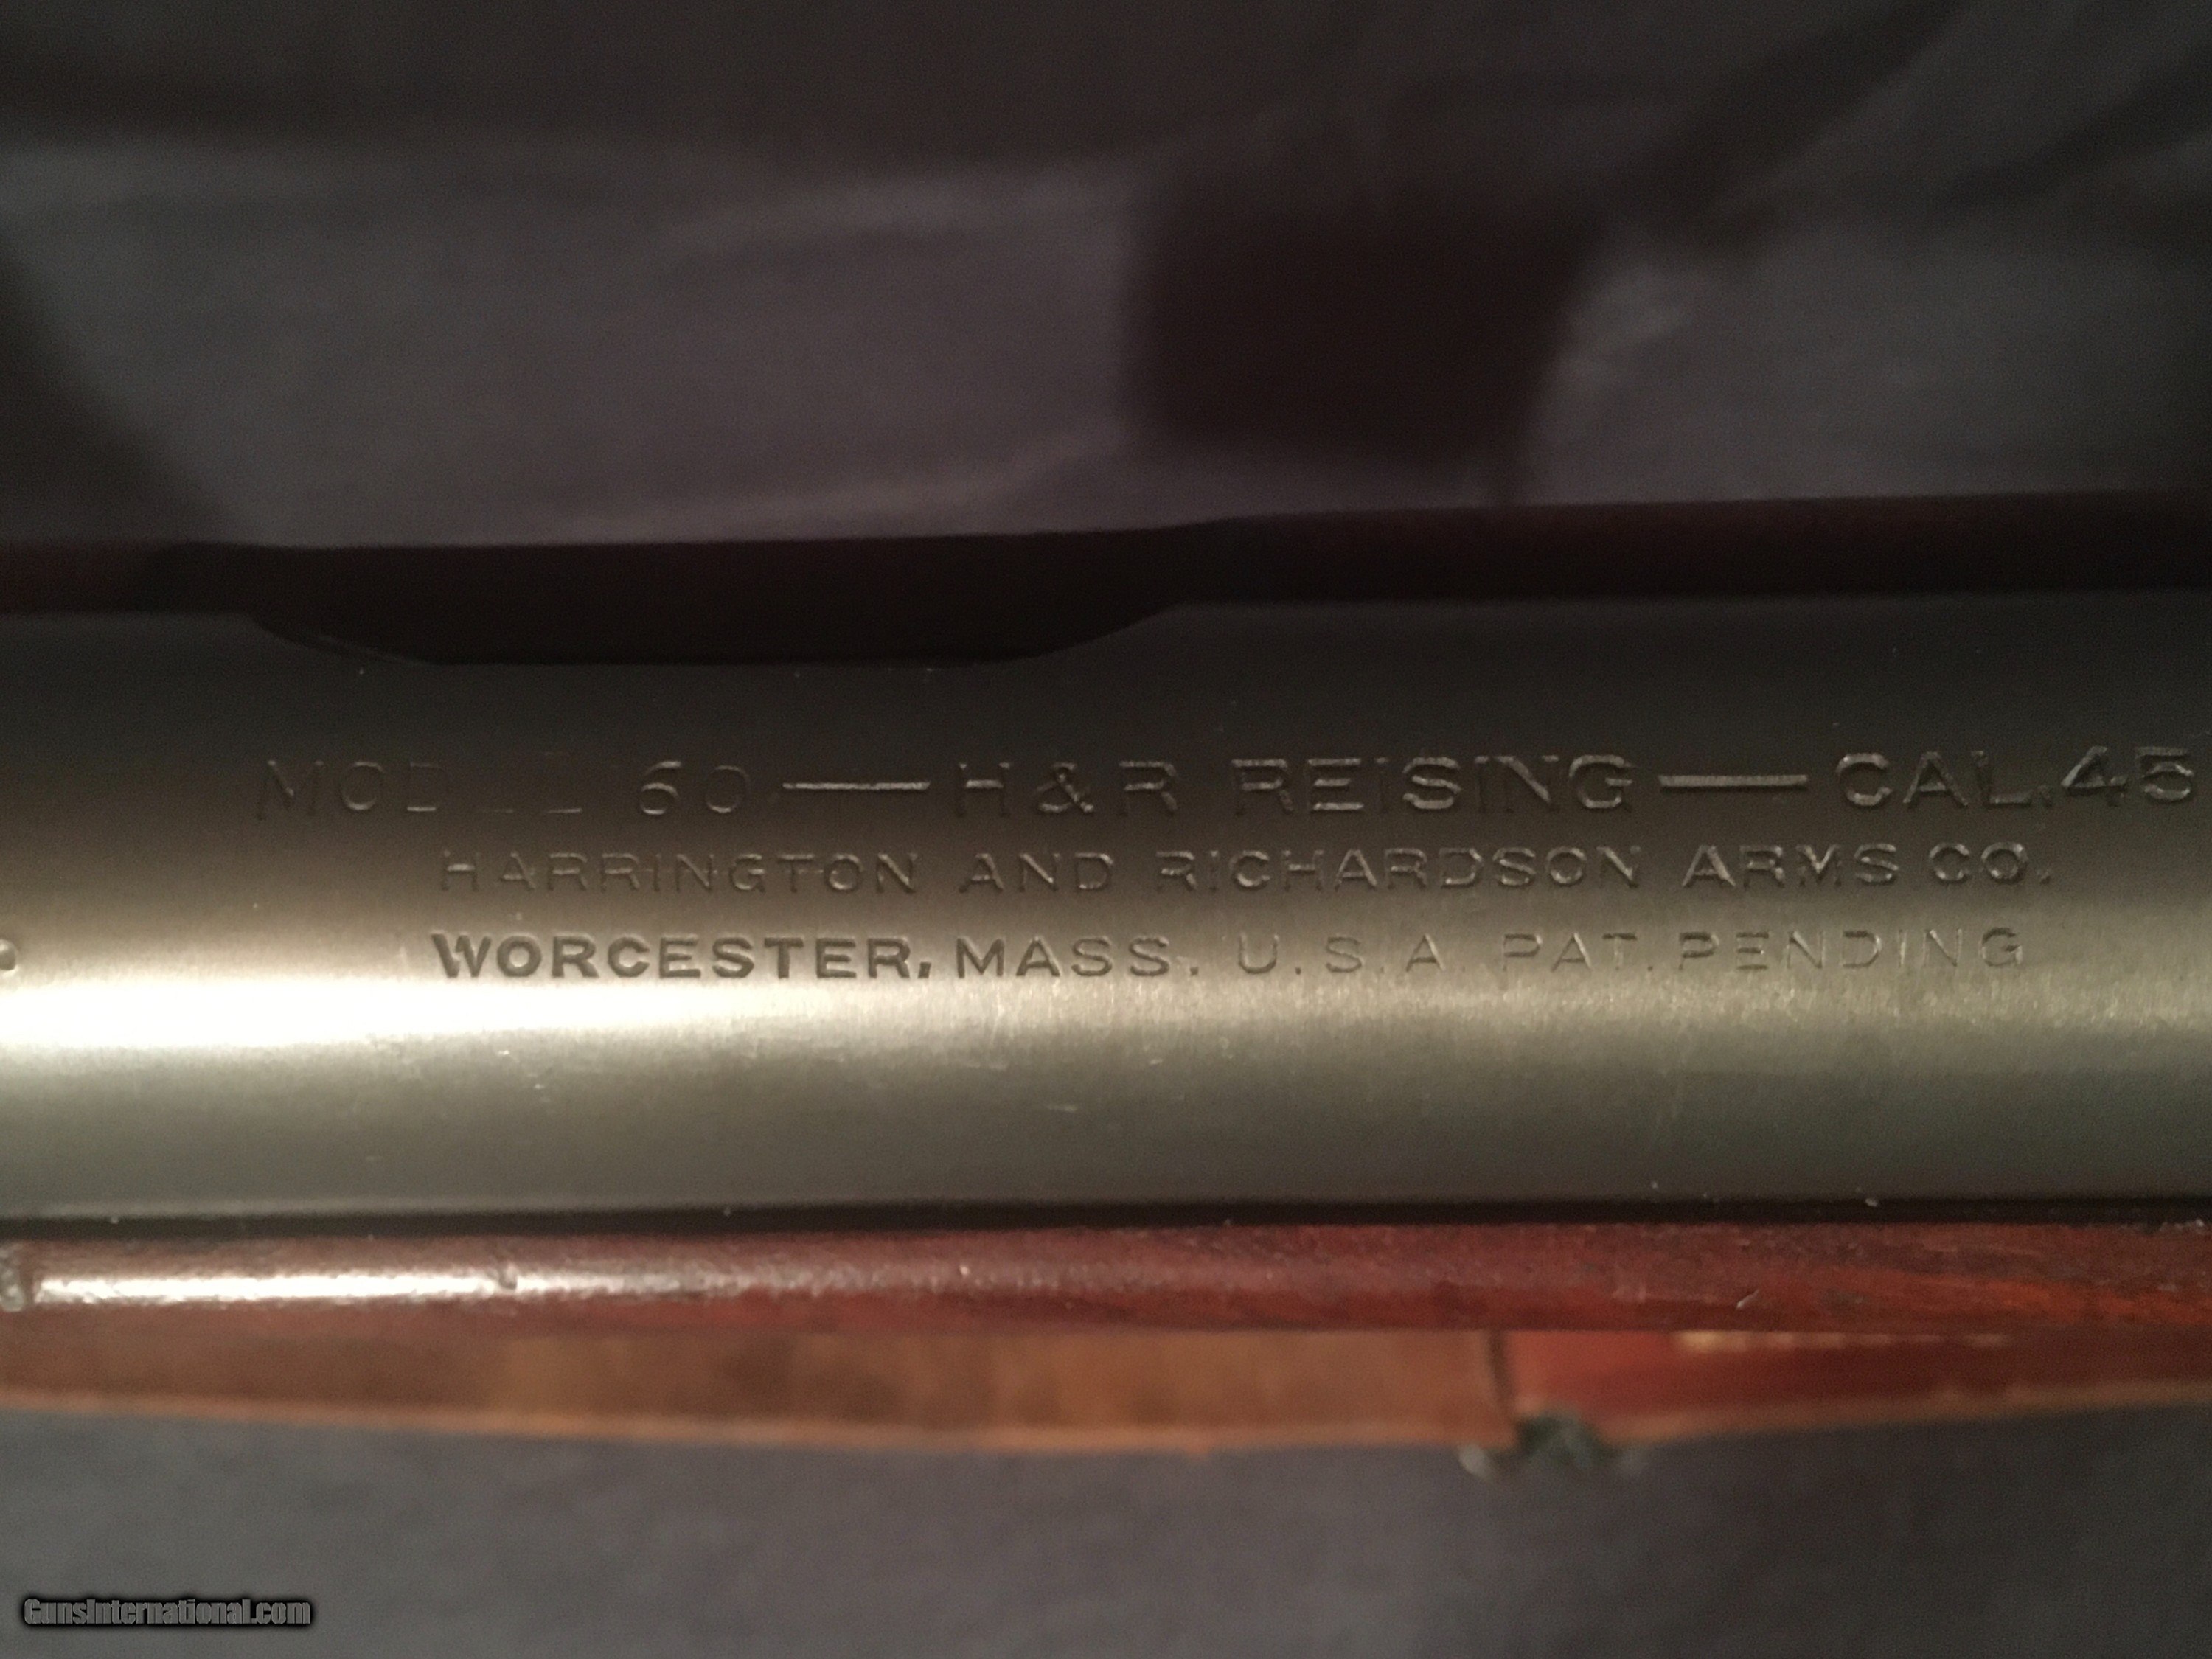 MODEL 60 — H & R REISING — CAL. 45
HARRINGTON AND RICHARDSON ARMS CO.
WORCESTER, MASS. U.S.A. PAT. PENDING
GunsInternational.com